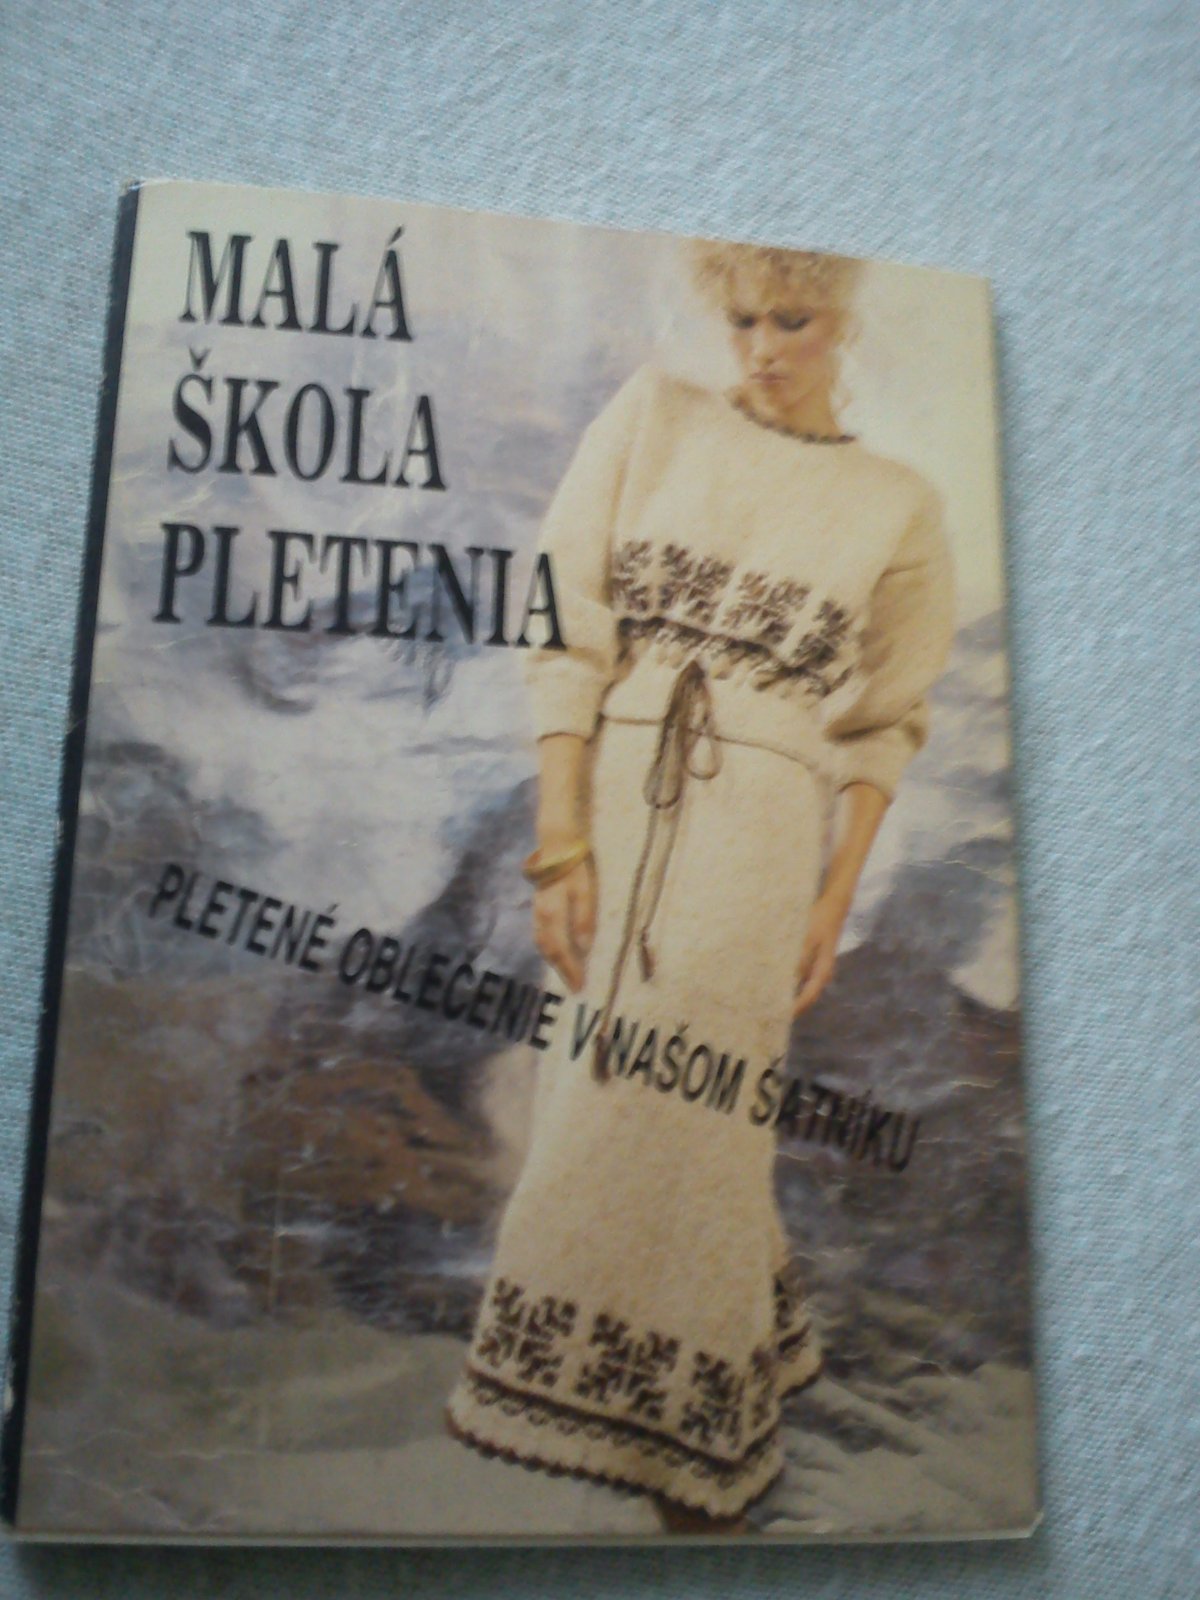 MALÁ
ŠKOLA
PLETENIA
PLETENÉ OBLEČENIE V NAŠOM ŠATNÍKU